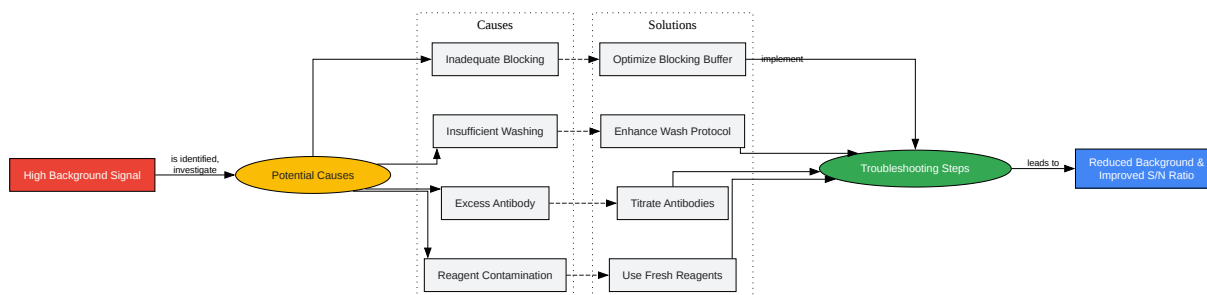 Causes
Solutions
Inadequate Blocking
Optimize Blocking Buffer
implement
Insufficient Washing
Enhance Wash Protocol
High Background Signal
is identified,
investigate
Potential Causes
Troubleshooting Steps
leads to
Reduced Background &
Improved S/N Ratio
Excess Antibody
Titrate Antibodies
Reagent Contamination
Use Fresh Reagents